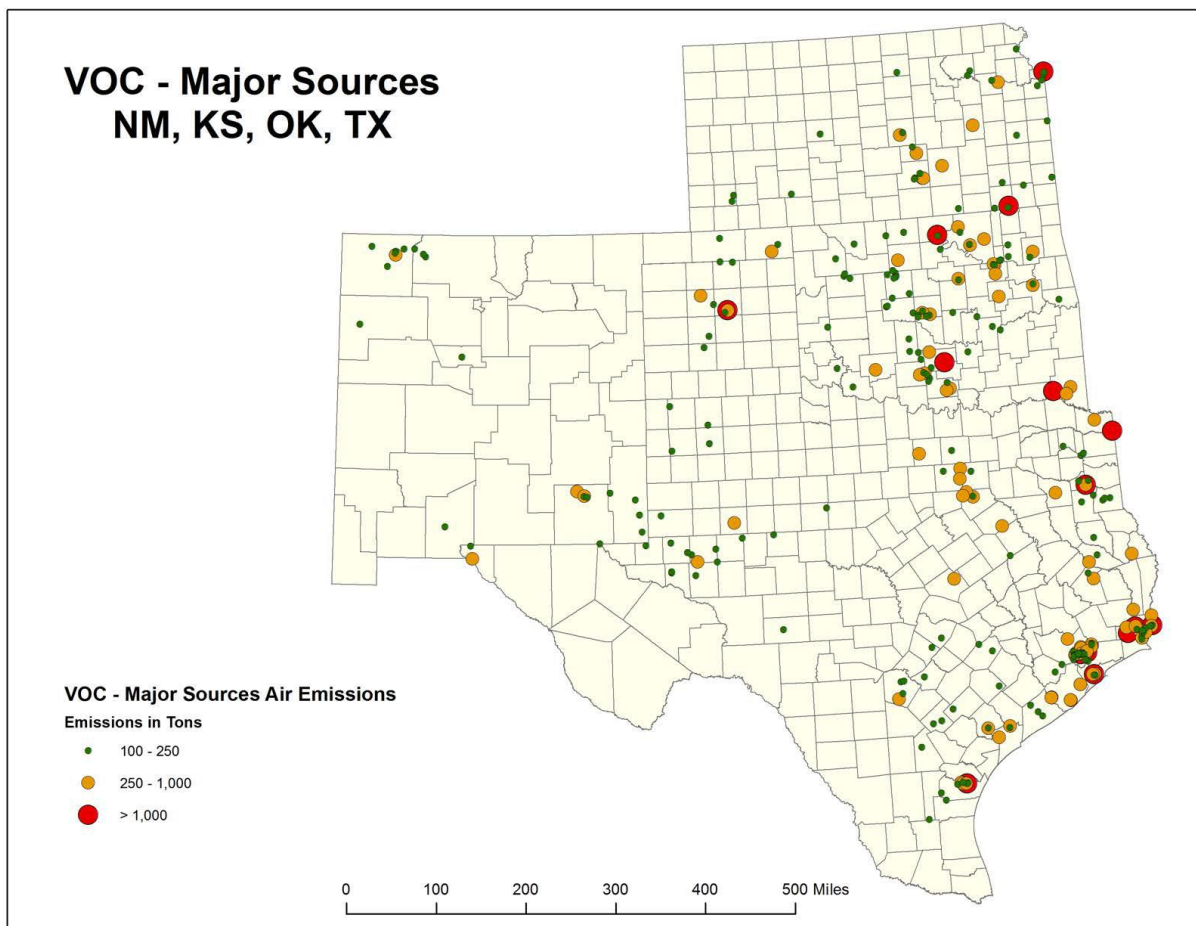 VOC - Major Sources
NM, KS, OK, TX
VOC - Major Sources Air Emissions
Emissions in Tons
100 - 250
250 - 1,000
> 1,000
0 100 200 300 400 500 Miles